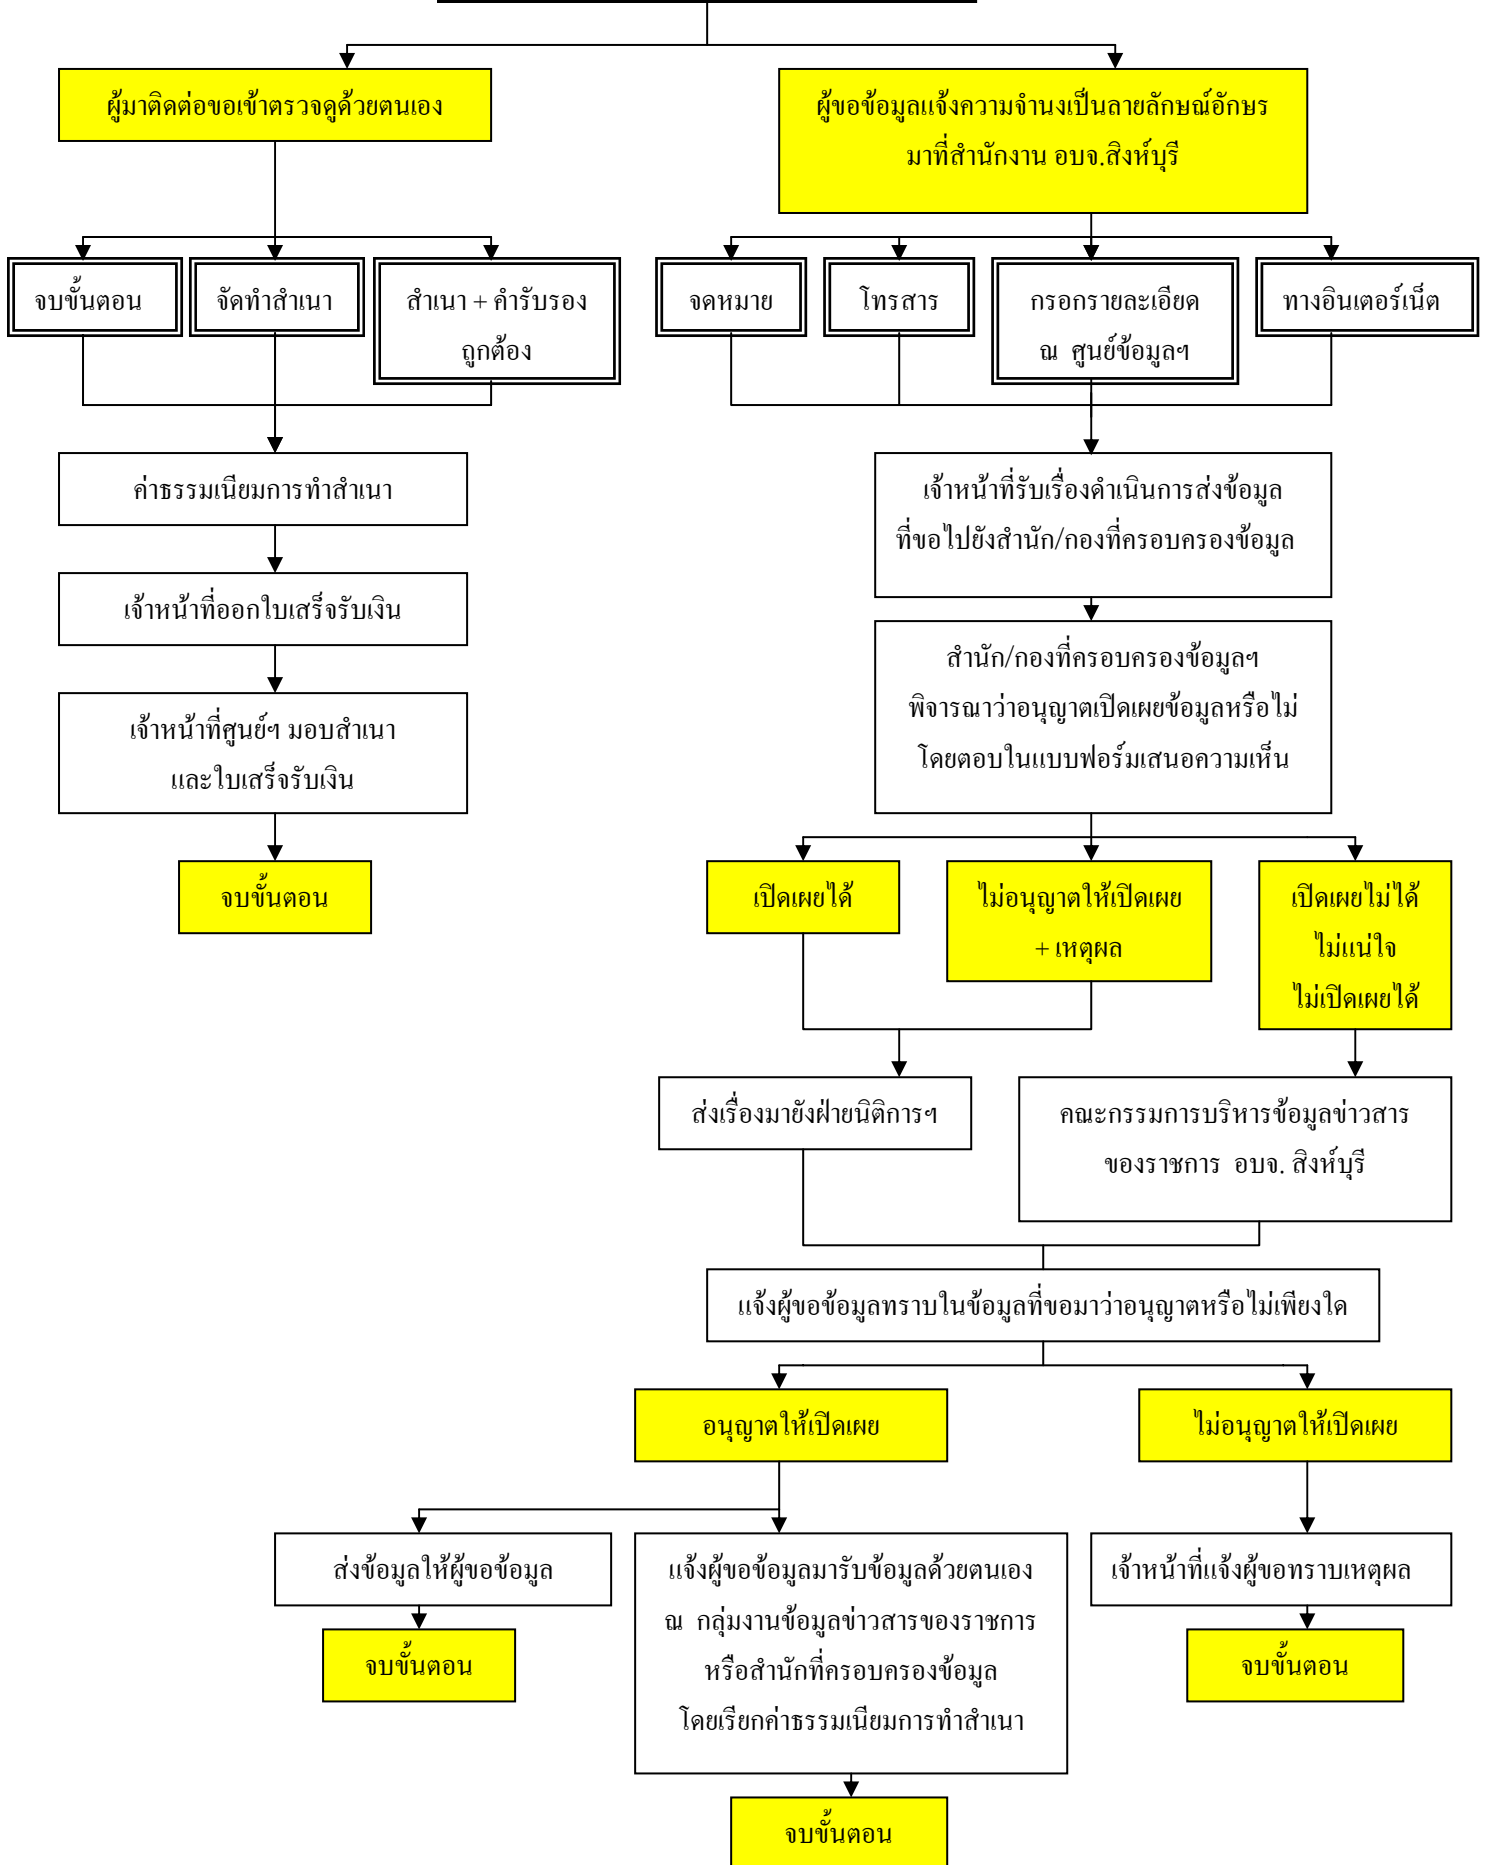 ผู้มาติดต่อขอเข้าตรวจดูด้วยตนเอง
ผู้ขอข้อมูลแจ้งความจำนงเป็นลายลักษณ์อักษร
มาที่สำนักงาน อบจ.สิงห์บุรี
จบขั้นตอน
จัดทำสำเนา
สำเนา + คำรับรอง
ถูกต้อง
จดหมาย
โทรสาร
กรอกรายละเอียด
ณ ศูนย์ข้อมูลฯ
ทางอินเตอร์เน็ต
ค่าธรรมเนียมการทำสำเนา
เจ้าหน้าที่ออกใบเสร็จรับเงิน
เจ้าหน้าที่ศูนย์ฯ มอบสำเนา
และใบเสร็จรับเงิน
จบขั้นตอน
เจ้าหน้าที่รับเรื่องดำเนินการส่งข้อมูล
ที่ขอไปยังสำนัก/กองที่ครอบครองข้อมูล
สำนัก/กองที่ครอบครองข้อมูลฯ
พิจารณาว่าอนุญาตเปิดเผยข้อมูลหรือไม่
โดยตอบในแบบฟอร์มเสนอความเห็น
เปิดเผยได้
ไม่อนุญาตให้เปิดเผย
+ เหตุผล
เปิดเผยไม่ได้
ไม่แน่ใจ
ไม่เปิดเผยได้
ส่งเรื่องมายังฝ่ายนิติการฯ
คณะกรรมการบริหารข้อมูลข่าวสาร
ของราชการ อบจ. สิงห์บุรี
แจ้งผู้ขอข้อมูลทราบในข้อมูลที่ขอมาว่าอนุญาตหรือไม่เพียงใด
อนุญาตให้เปิดเผย
ไม่อนุญาตให้เปิดเผย
ส่งข้อมูลให้ผู้ขอข้อมูล
จบขั้นตอน
แจ้งผู้ขอข้อมูลมารับข้อมูลด้วยตนเอง
ณ กลุ่มงานข้อมูลข่าวสารของราชการ
หรือสำนักที่ครอบครองข้อมูล
โดยเรียกค่าธรรมเนียมการทำสำเนา
จบขั้นตอน
เจ้าหน้าที่แจ้งผู้ขอทราบเหตุผล
จบขั้นตอน